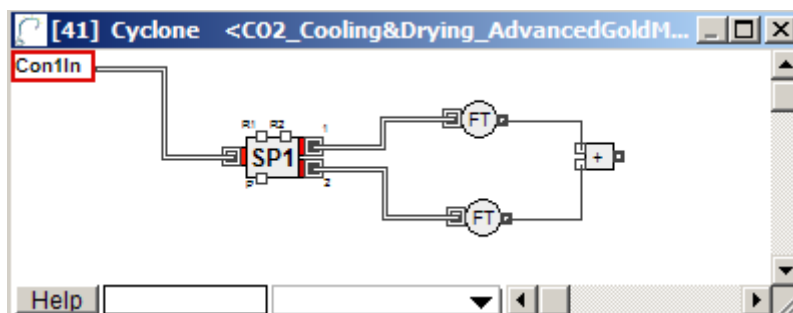 [41] Cyclone <CO2_Cooling&Drying_AdvancedGoldM...
Con1In
R1 R2 1
SP1
P 2
FT
+
FT
Help